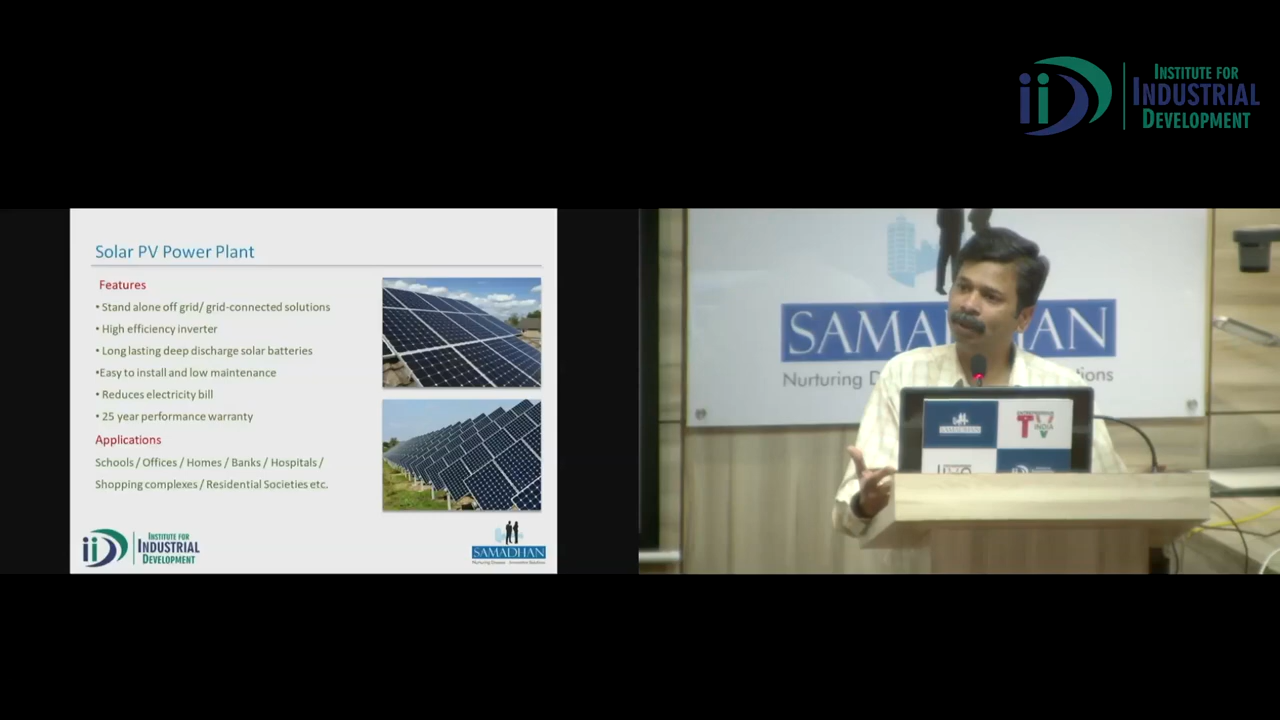 INSTITUTE FOR
INDUSTRIAL
DEVELOPMENT
Solar PV Power Plant
Features
• Stand alone off grid/ grid-connected solutions
• High efficiency inverter
• Long lasting deep discharge solar batteries
•Easy to install and low maintenance
• Reduces electricity bill
• 25 year performance warranty
Applications
Schools / Offices / Homes / Banks / Hospitals /
Shopping complexes / Residential Societies etc.
INSTITUTE FOR
INDUSTRIAL
DEVELOPMENT
SAMADHAN
SAMADHAN
Nurturing
SAMADHAN
INDIA
TV